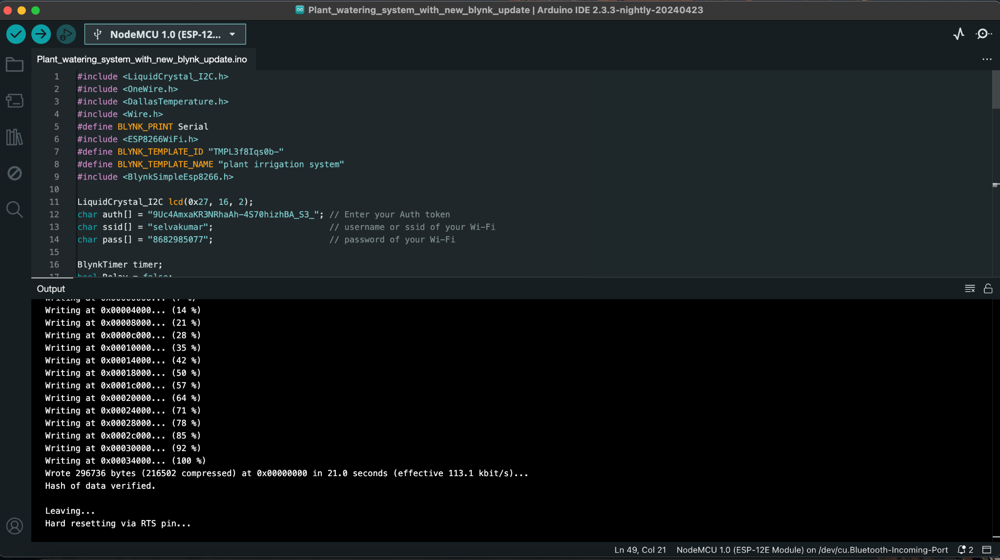 Plant_watering_system_with_new_blynk_update | Arduino IDE 2.3.3-nightly-20240423
NodeMCU 1.0 (ESP-12...
Plant_watering_system_with_new_blynk_update.ino
...
1 #include <LiquidCrystal_I2C.h>
2 #include <OneWire.h>
3 #include <DallasTemperature.h>
4 #include <Wire.h>
5 #define BLYNK_PRINT Serial
6 #include <ESP8266WiFi.h>
7 #define BLYNK_TEMPLATE_ID "TMPL3f8Iqs0b-"
8 #define BLYNK_TEMPLATE_NAME "plant irrigation system"
9 #include <BlynkSimpleEsp8266.h>
10
11 LiquidCrystal_I2C lcd(0x27, 16, 2);
12 char auth[] = "9Uc4AmxaKR3NRhaAh-4S70hizhBA_S3_"; // Enter your Auth token
13 char ssid[] = "selvakumar"; // username or ssid of your Wi-Fi
14 char pass[] = "8682985077"; // password of your Wi-Fi
15
16 BlynkTimer timer;
17 bool Relay = false;
Output
Writing at 0x00000000... (7 %)
Writing at 0x00004000... (14 %)
Writing at 0x00008000... (21 %)
Writing at 0x0000c000... (28 %)
Writing at 0x00010000... (35 %)
Writing at 0x00014000... (42 %)
Writing at 0x00018000... (50 %)
Writing at 0x0001c000... (57 %)
Writing at 0x00020000... (64 %)
Writing at 0x00024000... (71 %)
Writing at 0x00028000... (78 %)
Writing at 0x0002c000... (85 %)
Writing at 0x00030000... (92 %)
Writing at 0x00034000... (100 %)
Wrote 296736 bytes (216502 compressed) at 0x00000000 in 21.0 seconds (effective 113.1 kbit/s)...
Hash of data verified.
Leaving...
Hard resetting via RTS pin...
Ln 49, Col 21 NodeMCU 1.0 (ESP-12E Module) on /dev/cu.Bluetooth-Incoming-Port 2